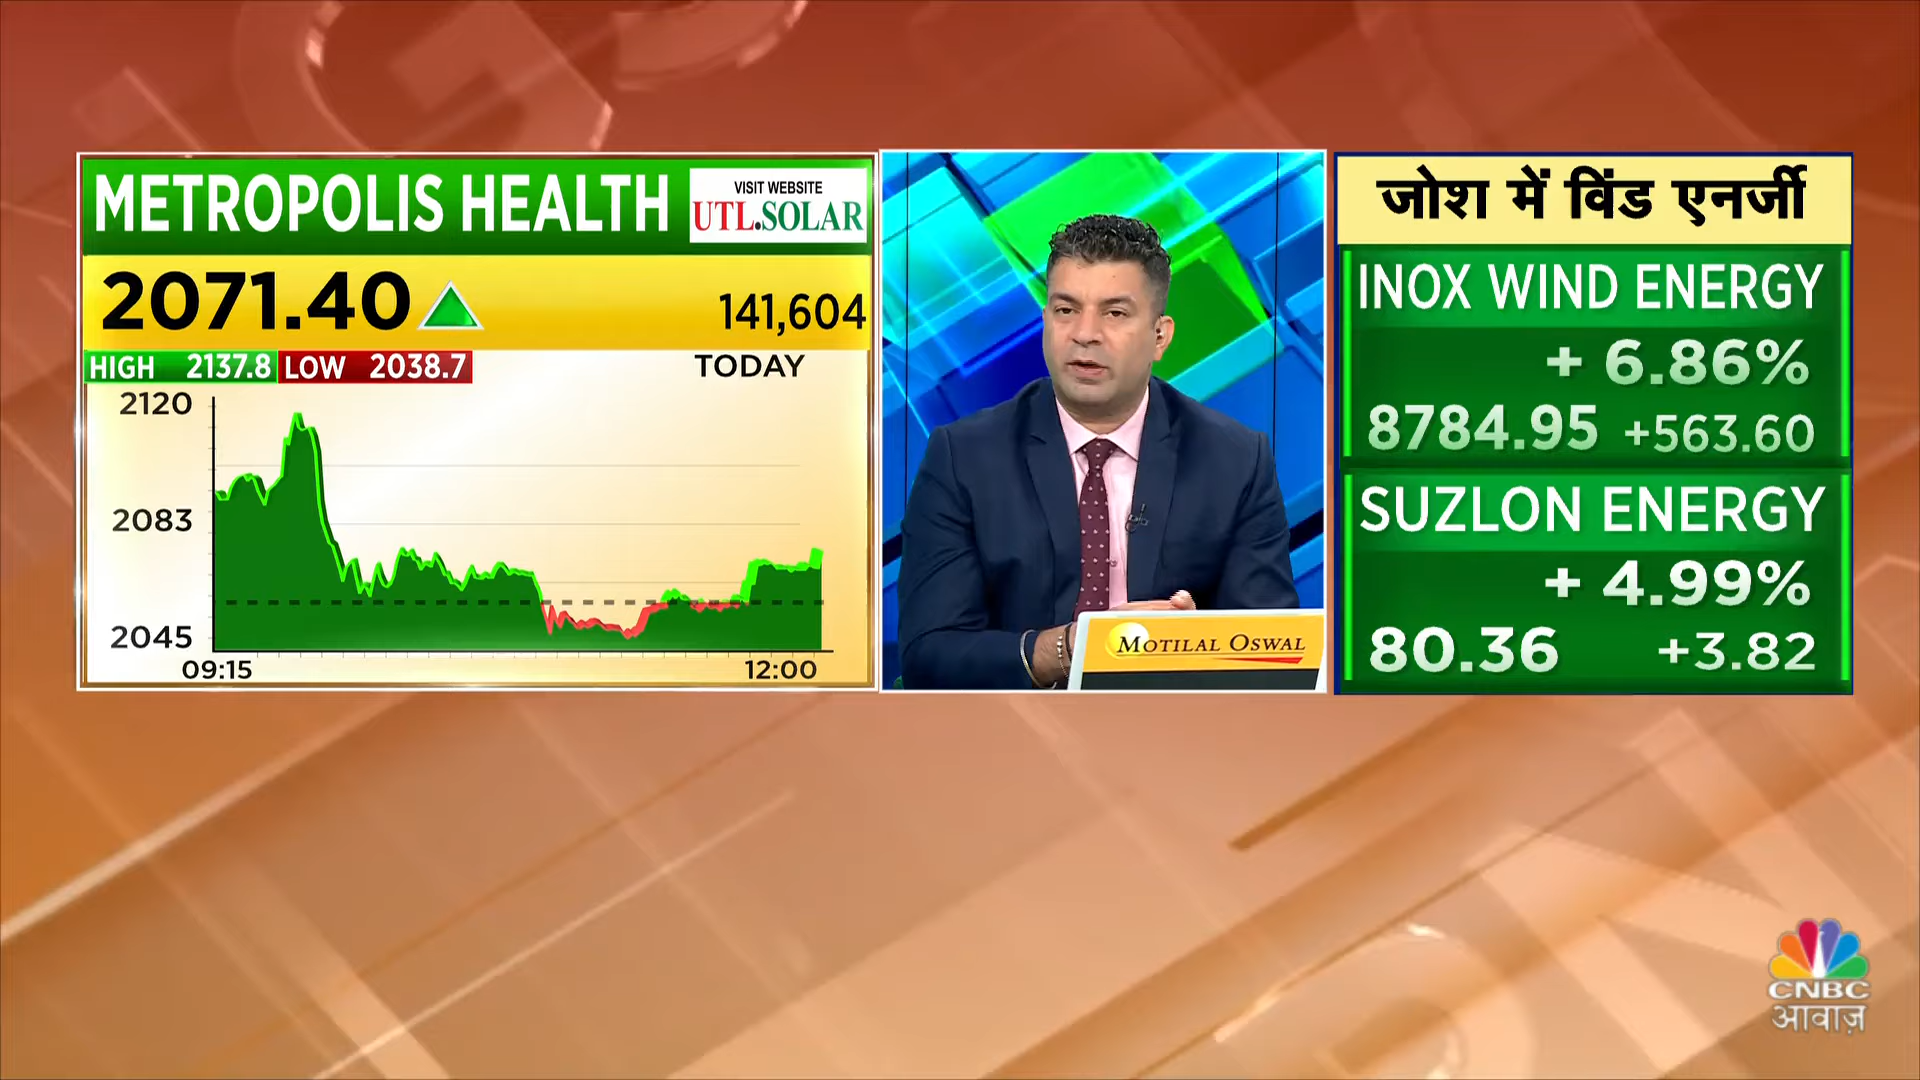 METROPOLIS HEALTH
VISIT WEBSITE
UTL.SOLAR
2071.40
141,604
HIGH 2137.8 LOW 2038.7
TODAY
2120
2083
2045
09:15 12:00
MOTILAL OSWAL
जोश में विंड एनर्जी
INOX WIND ENERGY
+ 6.86%
8784.95 +563.60
SUZLON ENERGY
+ 4.99%
80.36 +3.82
CNBC
आवाज़